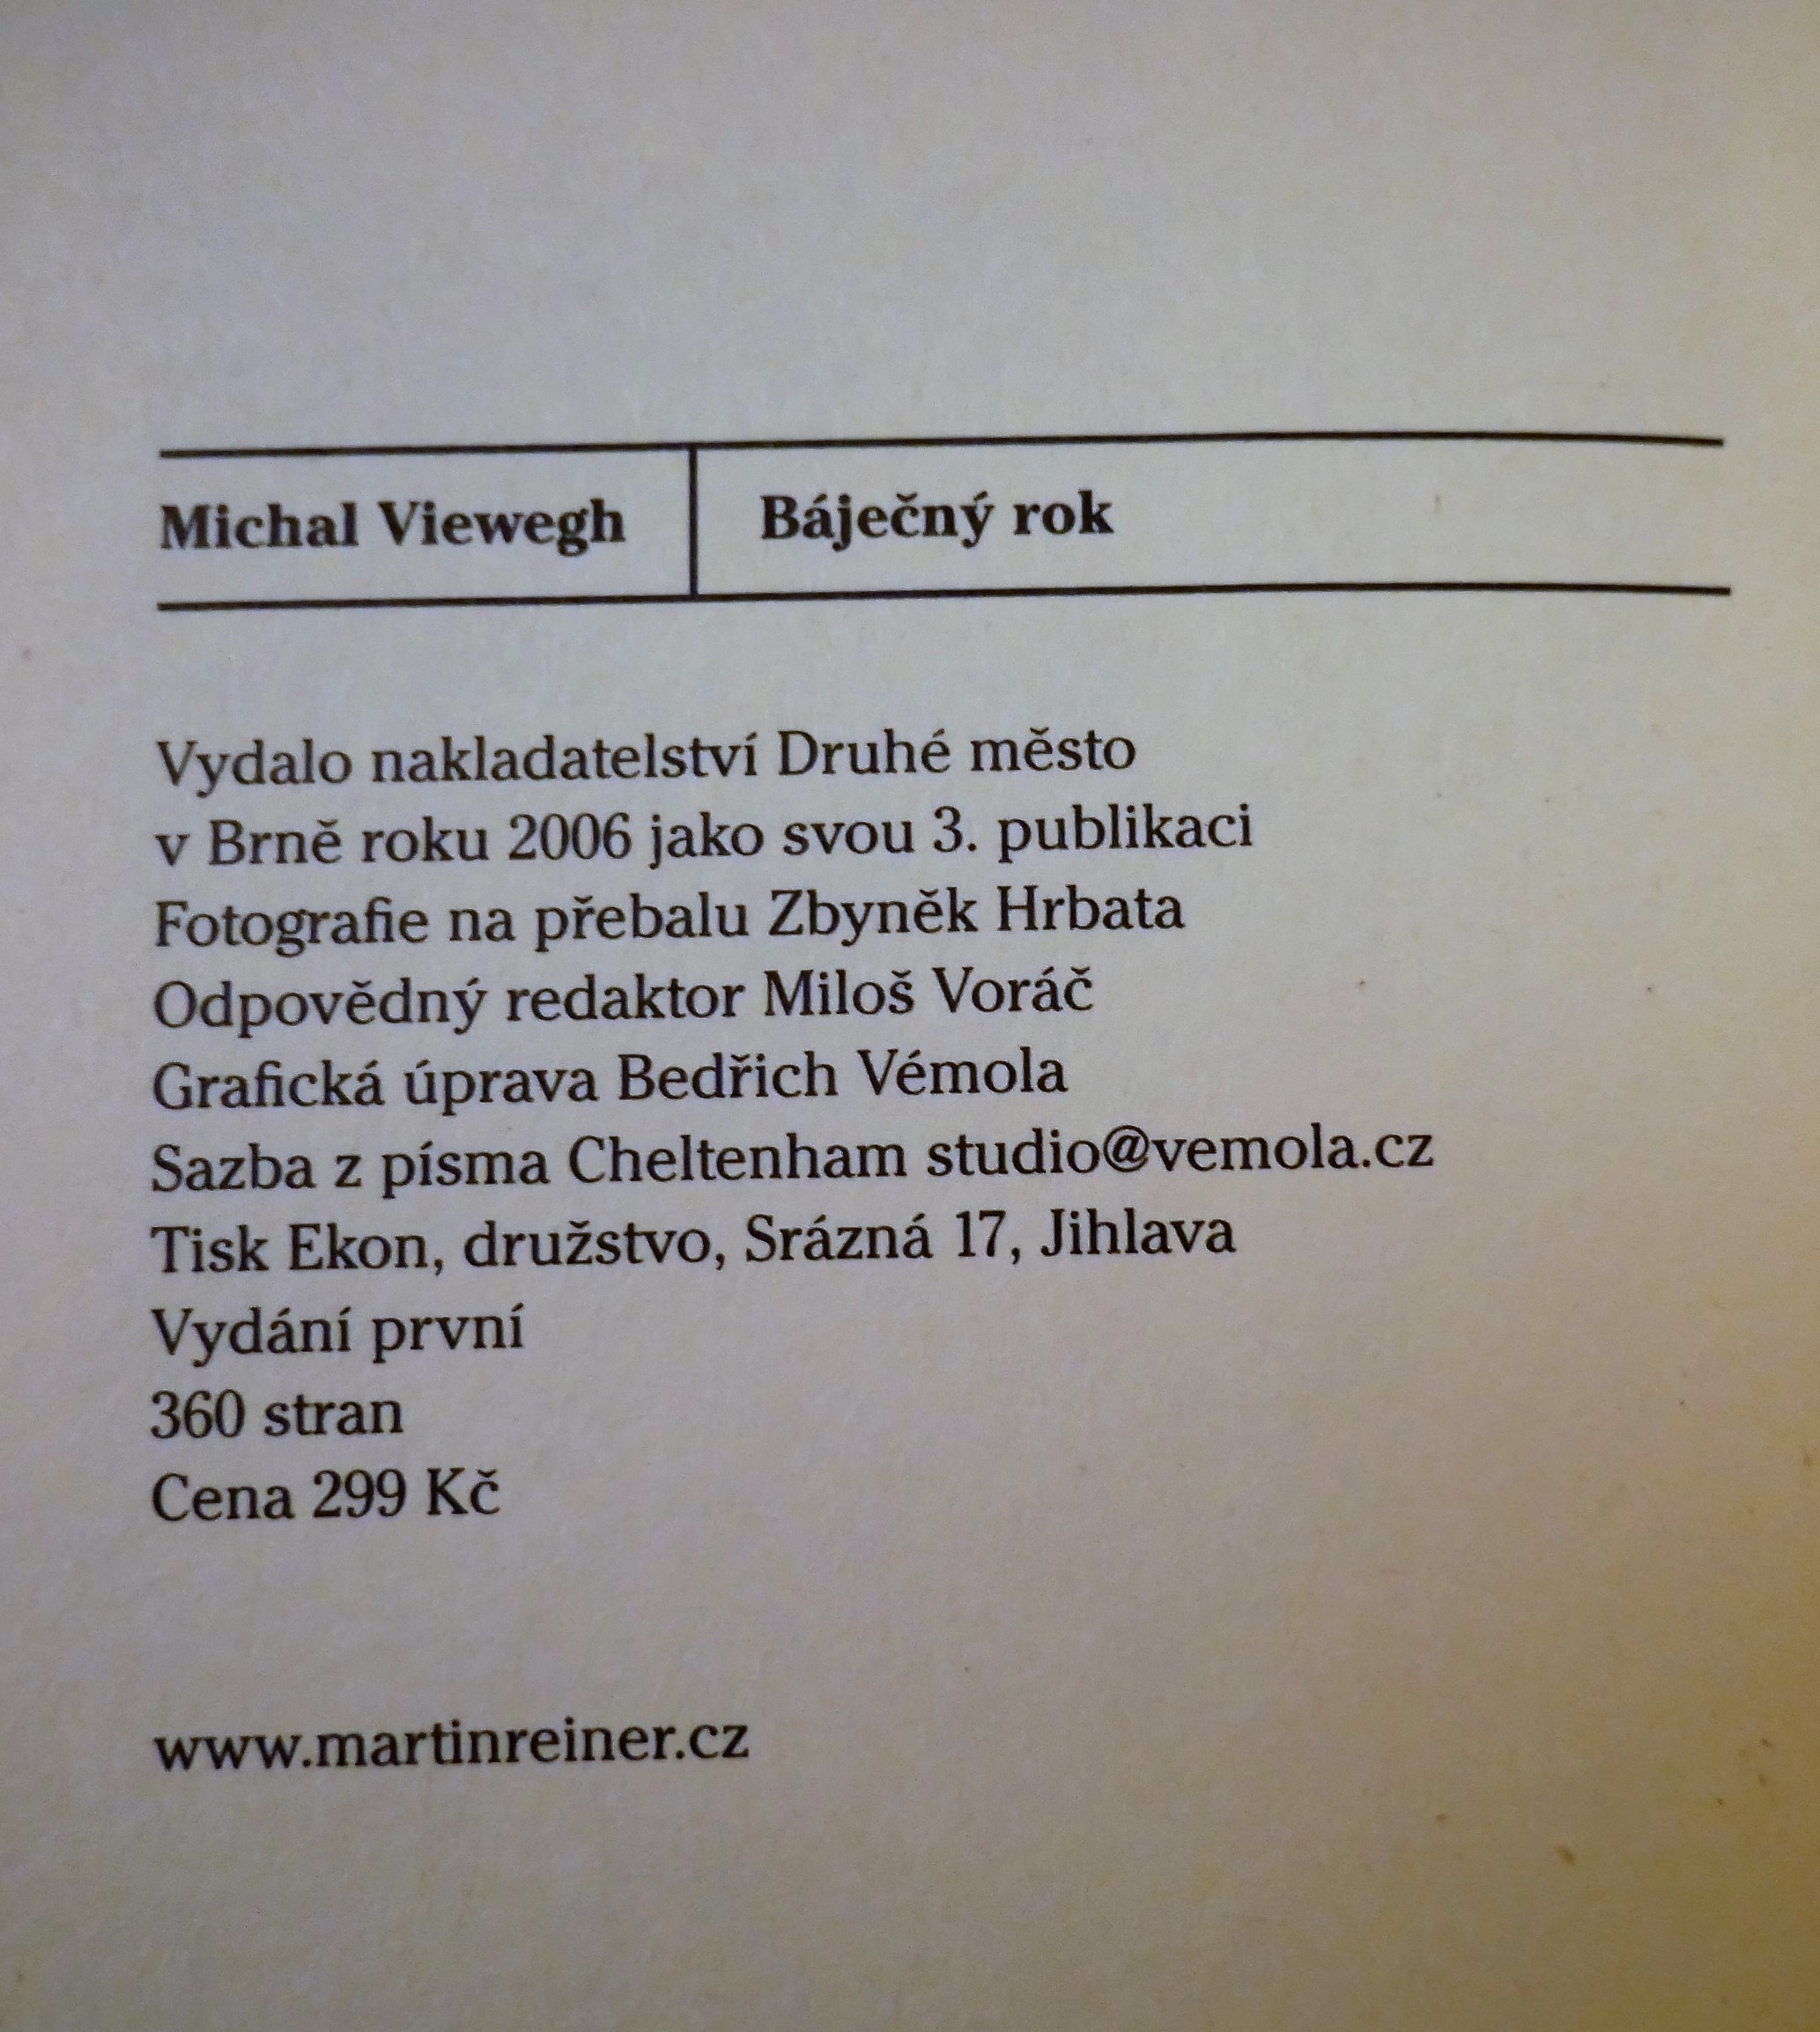 Michal Viewegh Báječný rok
Vydalo nakladatelství Druhé město
v Brně roku 2006 jako svou 3. publikaci
Fotografie na přebalu Zbyněk Hrbata
Odpovědný redaktor Miloš Voráč
Grafická úprava Bedřich Vémola
Sazba z písma Cheltenham studio@vemola.cz
Tisk Ekon, družstvo, Srázná 17, Jihlava
Vydání první
360 stran
Cena 299 Kč
www.martinreiner.cz